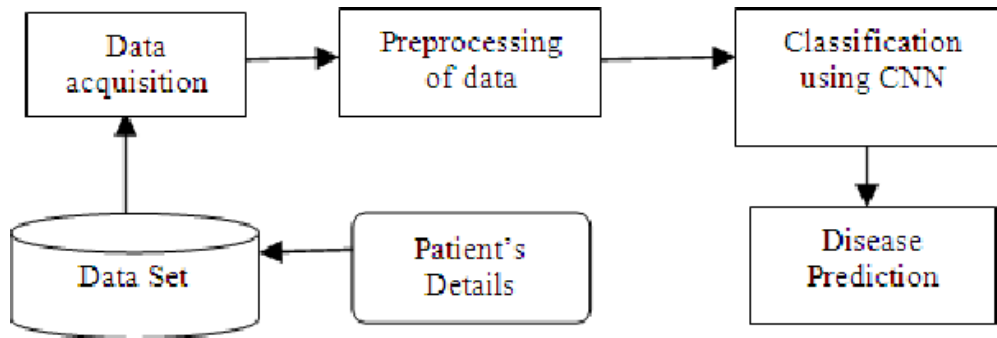 Data
acquisition
Preprocessing
of data
Classification
using CNN
Data Set
Patient’s
Details
Disease
Prediction